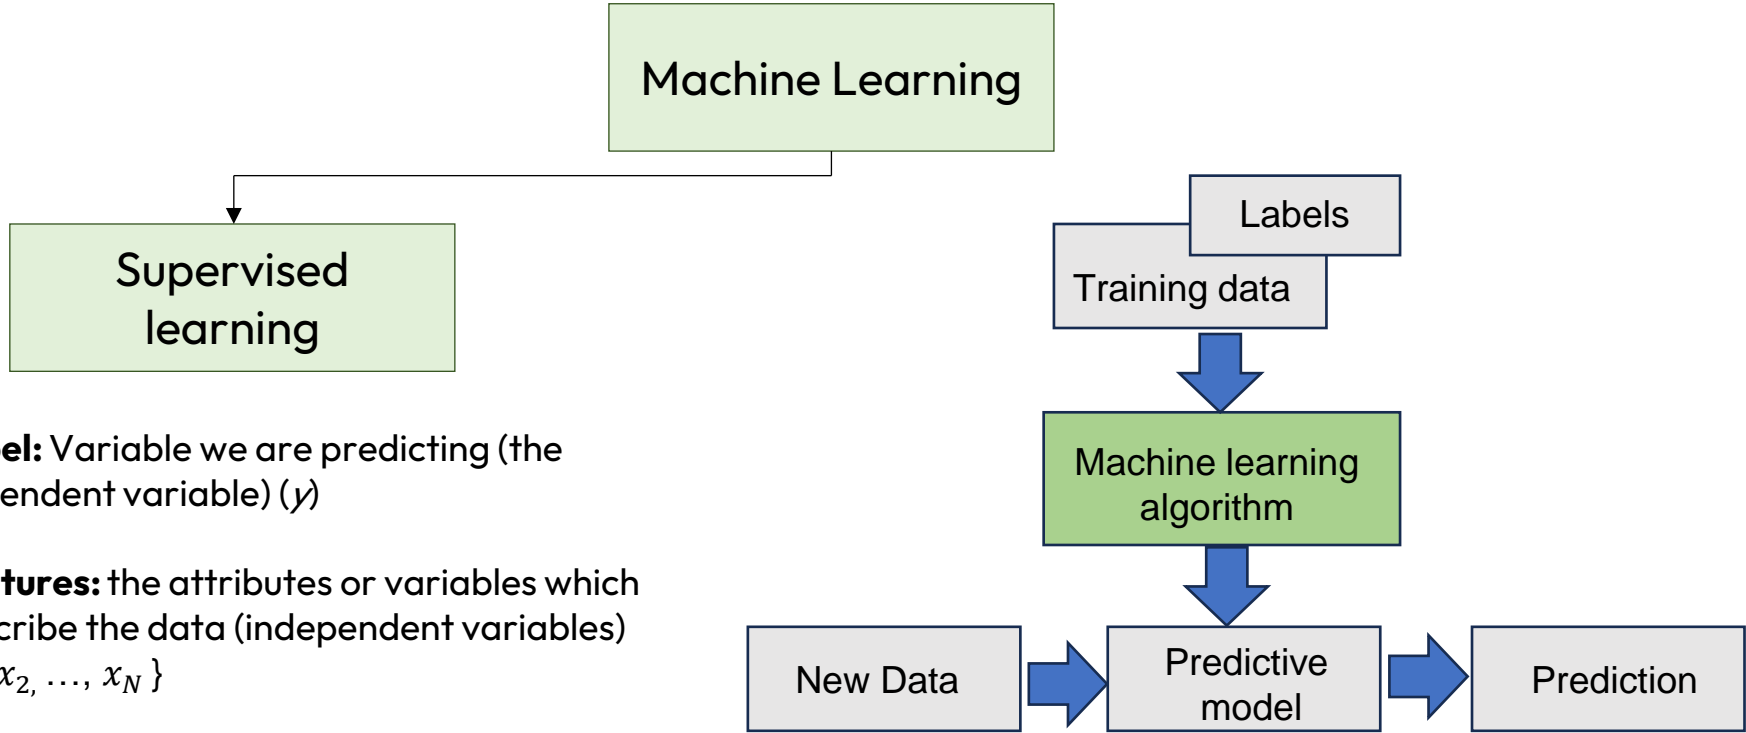 Machine Learning
Supervised
learning
Labels
Training data
el: Variable we are predicting (the
endent variable) (y)
Machine learning
algorithm
tures: the attributes or variables which
cribe the data (independent variables)
x₂, …, x_N }
New Data
Predictive
model
Prediction